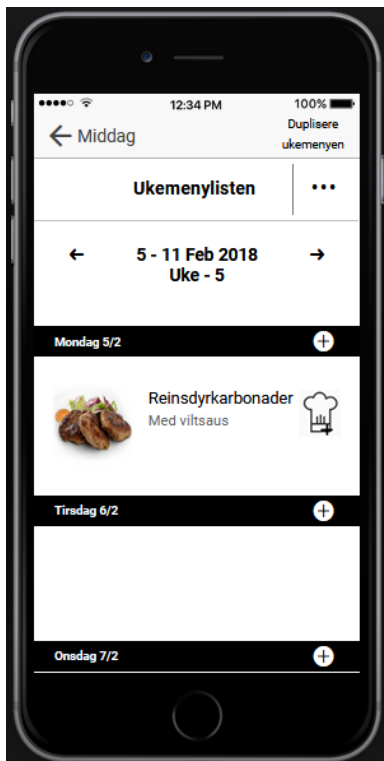 12:34 PM
100%
← Middag
Duplisere
ukemenyen
Ukemenylisten
•••
← 5 - 11 Feb 2018 →
Uke - 5
Mondag 5/2
Reinsdyrkarbonader
Med viltsaus
Tirsdag 6/2
Onsdag 7/2